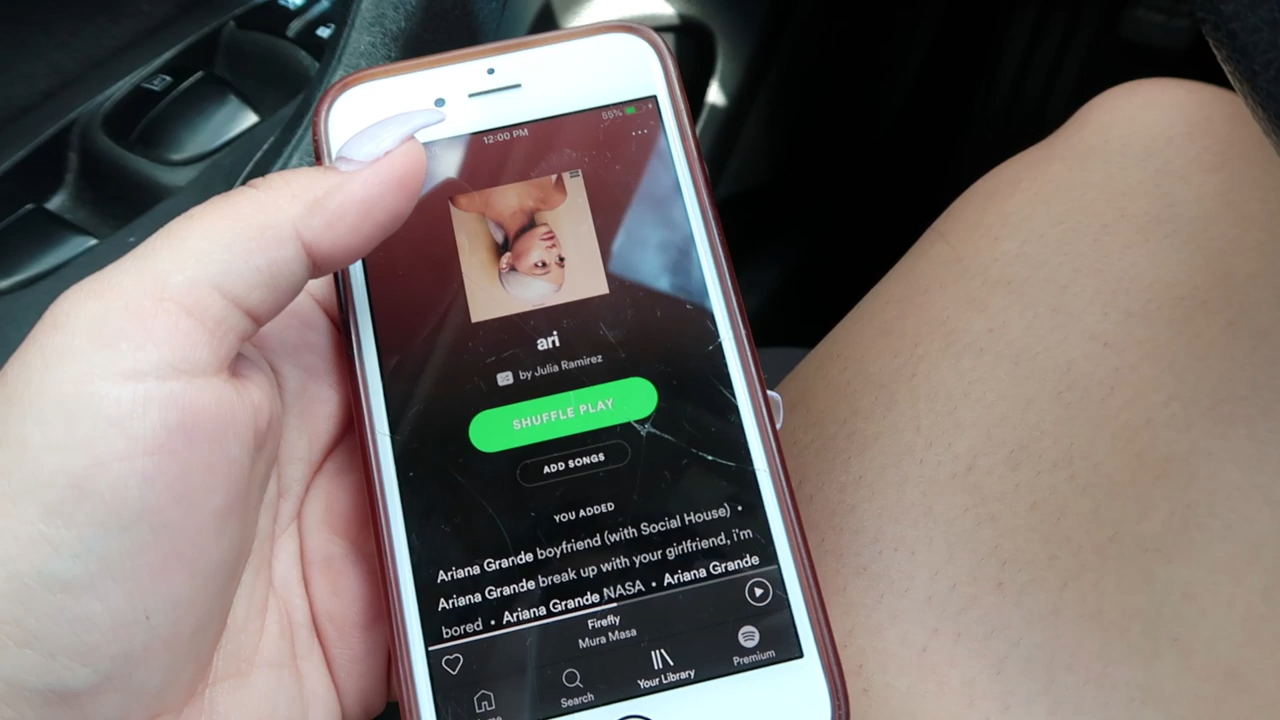 12:00 PM
55%
ari
by Julia Ramirez
SHUFFLE PLAY
ADD SONGS
YOU ADDED
Ariana Grande boyfriend (with Social House) •
Ariana Grande break up with your girlfriend, i'm
bored • Ariana Grande NASA • Ariana Grande
Firefly
Mura Masa
Search
Your Library
Premium